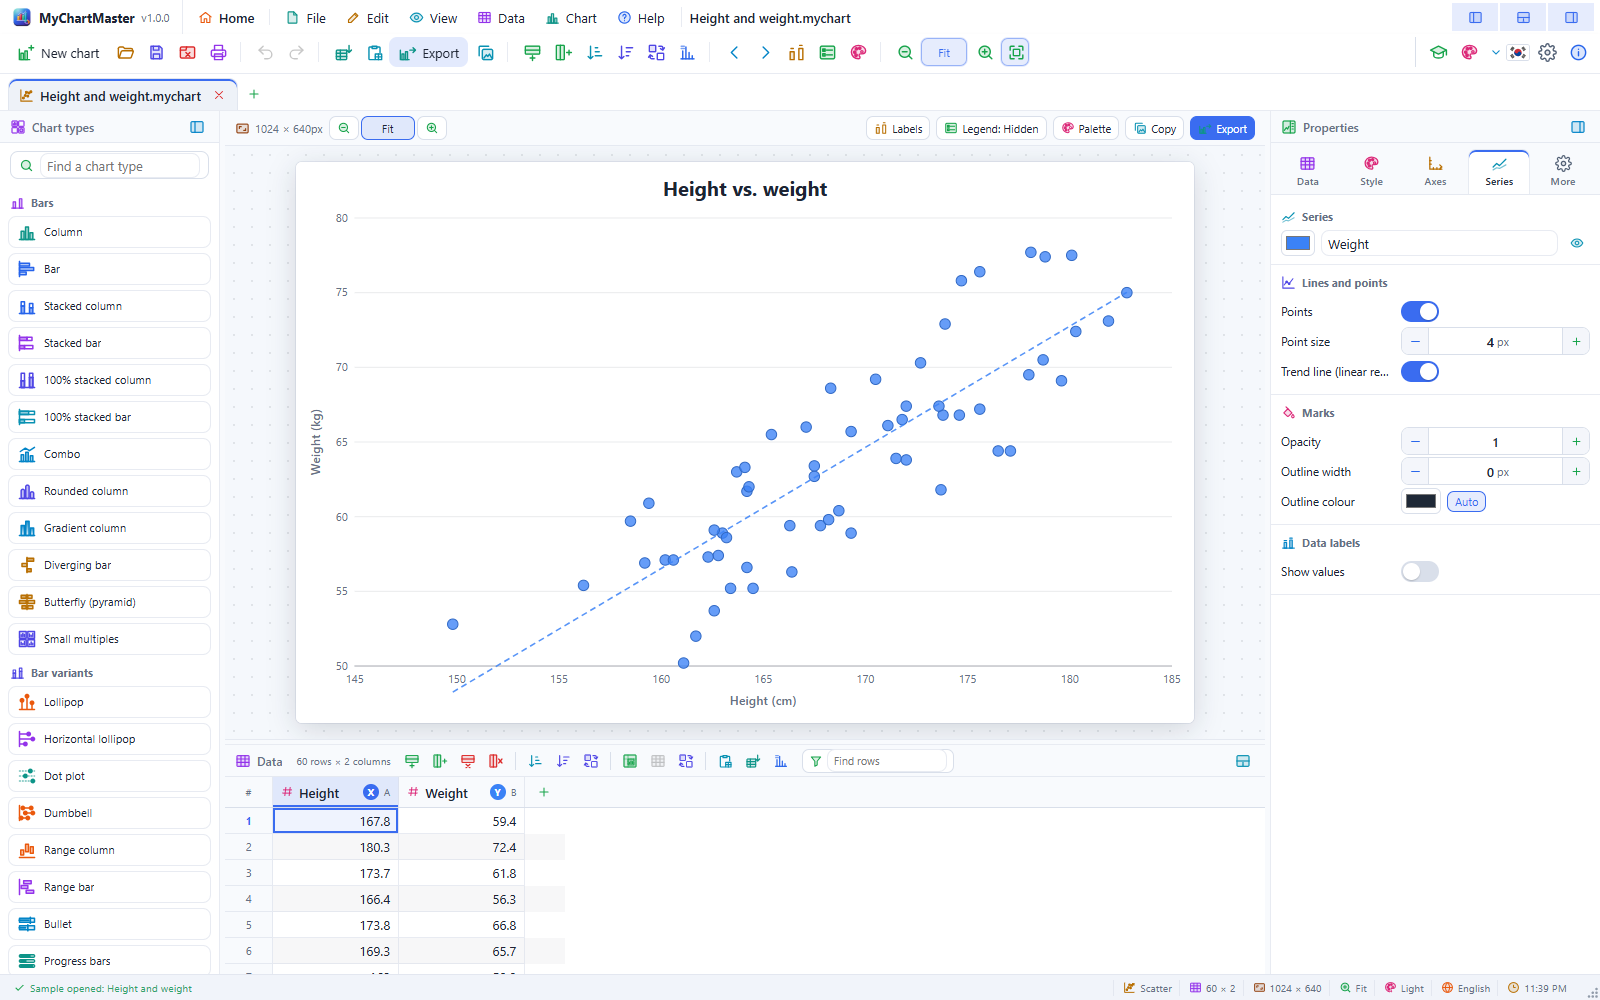 MyChartMaster v1.0.0 Home File Edit View Data Chart Help Height and weight.mychart
New chart Export Fit
Height and weight.mychart
Chart types
1024 × 640px Fit Labels Legend: Hidden Palette Copy Export
Properties
Find a chart type
Bars
Column
Bar
Stacked column
Stacked bar
100% stacked column
100% stacked bar
Combo
Rounded column
Gradient column
Diverging bar
Butterfly (pyramid)
Small multiples
Bar variants
Lollipop
Horizontal lollipop
Dot plot
Dumbbell
Range column
Range bar
Bullet
Progress bars
Height vs. weight
80
75
70
65
60
55
50
Weight (kg)
145 150 155 160 165 170 175 180 185
Height (cm)
Data 60 rows × 2 columns Find rows
# # Height X A # Weight Y B
1 167.8 59.4
2 180.3 72.4
3 173.7 61.8
4 166.4 56.3
5 173.8 66.8
6 169.3 65.7
Data Style Axes Series More
Series
Weight
Lines and points
Points
Point size 4 px
Trend line (linear re...
Marks
Opacity 1
Outline width 0 px
Outline colour Auto
Data labels
Show values
Sample opened: Height and weight
Scatter 60 × 2 1024 × 640 Fit Light English 11:39 PM